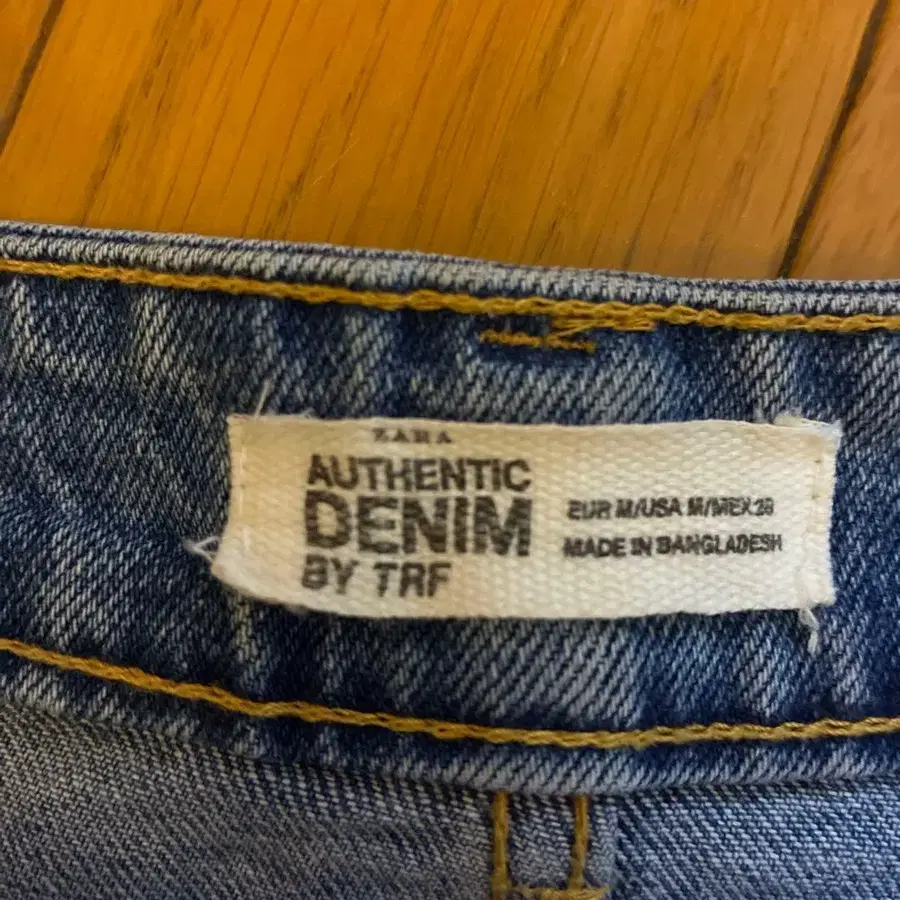 ZARA
AUTHENTIC
DENIM
BY TRF
EUR M/USA M/MEX 28
MADE IN BANGLADESH